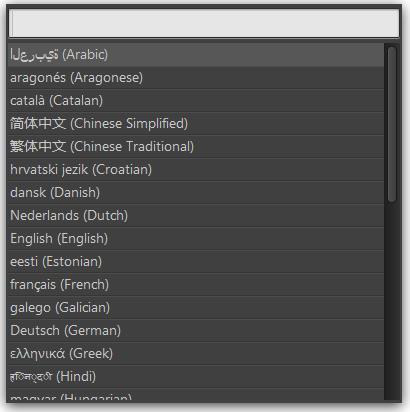 العربية (Arabic)
aragonés (Aragonese)
català (Catalan)
简体中文 (Chinese Simplified)
繁体中文 (Chinese Traditional)
hrvatski jezik (Croatian)
dansk (Danish)
Nederlands (Dutch)
English (English)
eesti (Estonian)
français (French)
galego (Galician)
Deutsch (German)
ελληνικά (Greek)
हिन्दी (Hindi)
magyar (Hungarian)